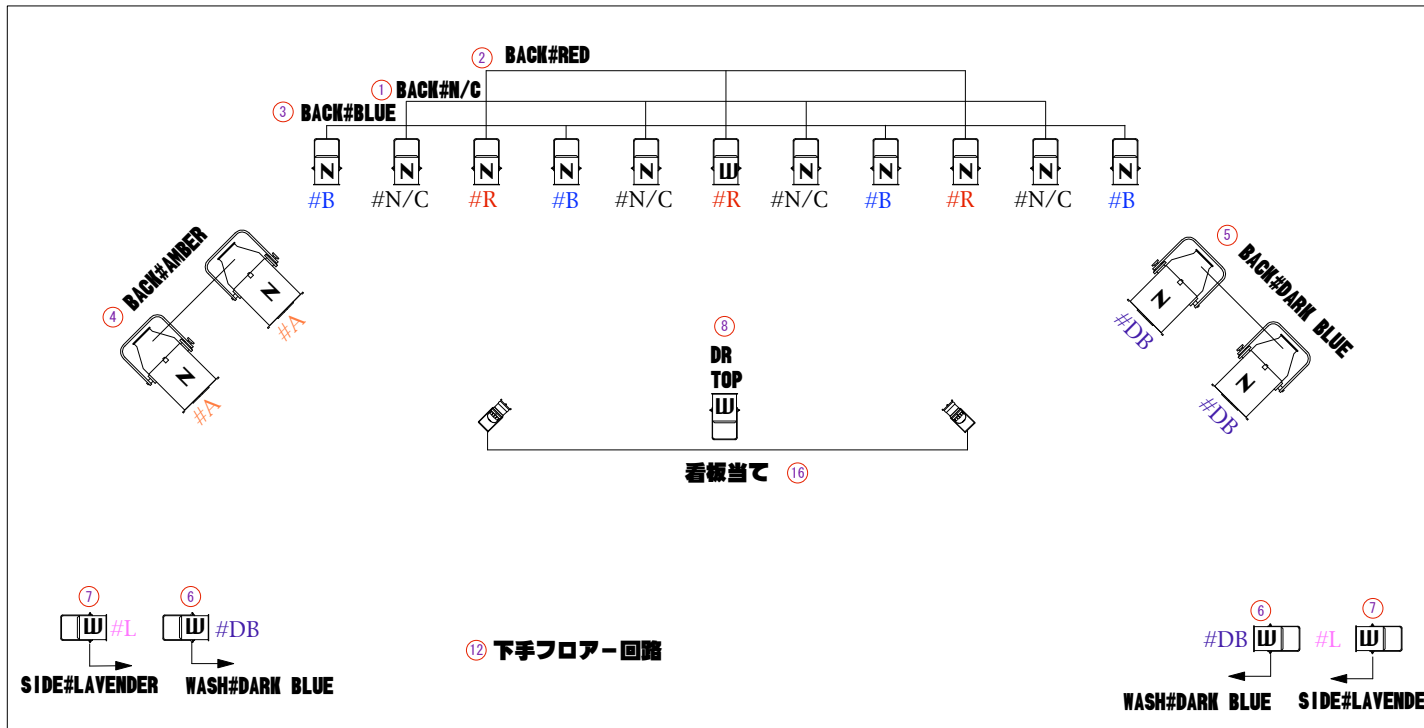 ② BACK#RED
① BACK#N/C
③ BACK#BLUE
N N N N N W N N N N N
#B #N/C #R #B #N/C #R #N/C #B #R #N/C #B
④ BACK#AMBER
N
#A
N
#A
⑤ BACK#DARK BLUE
N
#DB
N
#DB
⑧
DR
TOP
W
看板当て ⑯
⑦ ⑥
W #L W #DB
SIDE#LAVENDER WASH#DARK BLUE
⑫ 下手フロアー回路
⑥ ⑦
#DB W #L W
WASH#DARK BLUE SIDE#LAVENDE